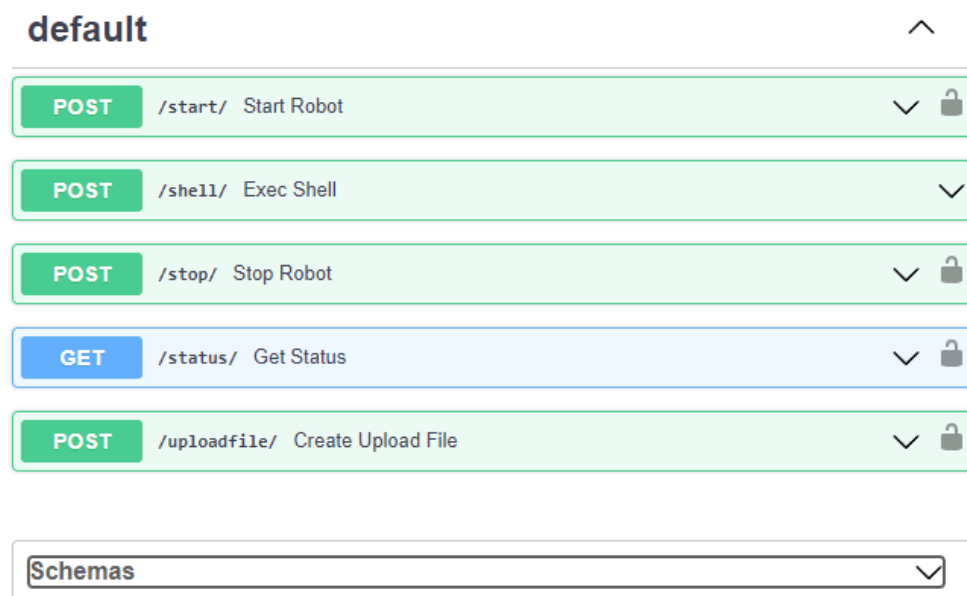 default
POST /start/ Start Robot
POST /shell/ Exec Shell
POST /stop/ Stop Robot
GET /status/ Get Status
POST /uploadfile/ Create Upload File
Schemas